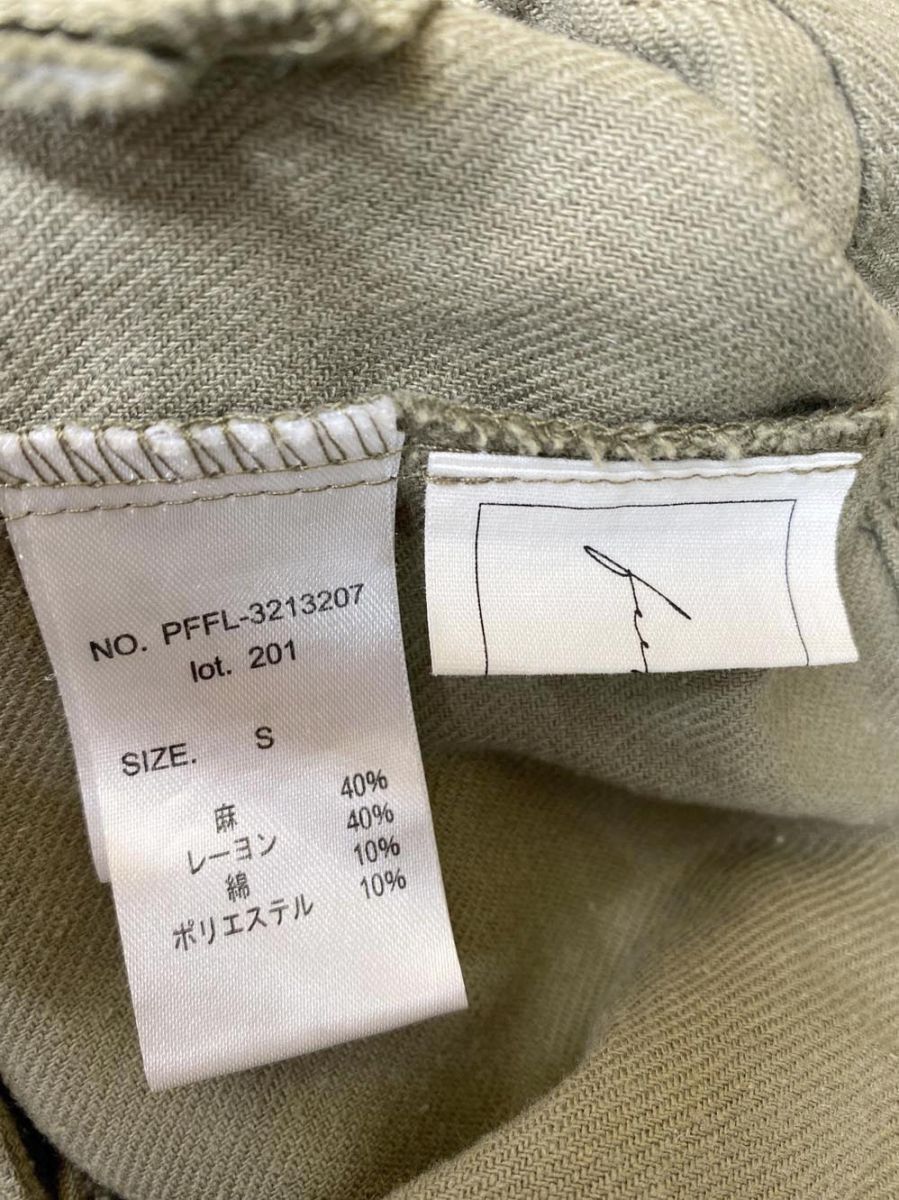 NO. PFFL-3213207
lot. 201
SIZE. S
麻 40%
レーヨン 40%
綿 10%
ポリエステル 10%